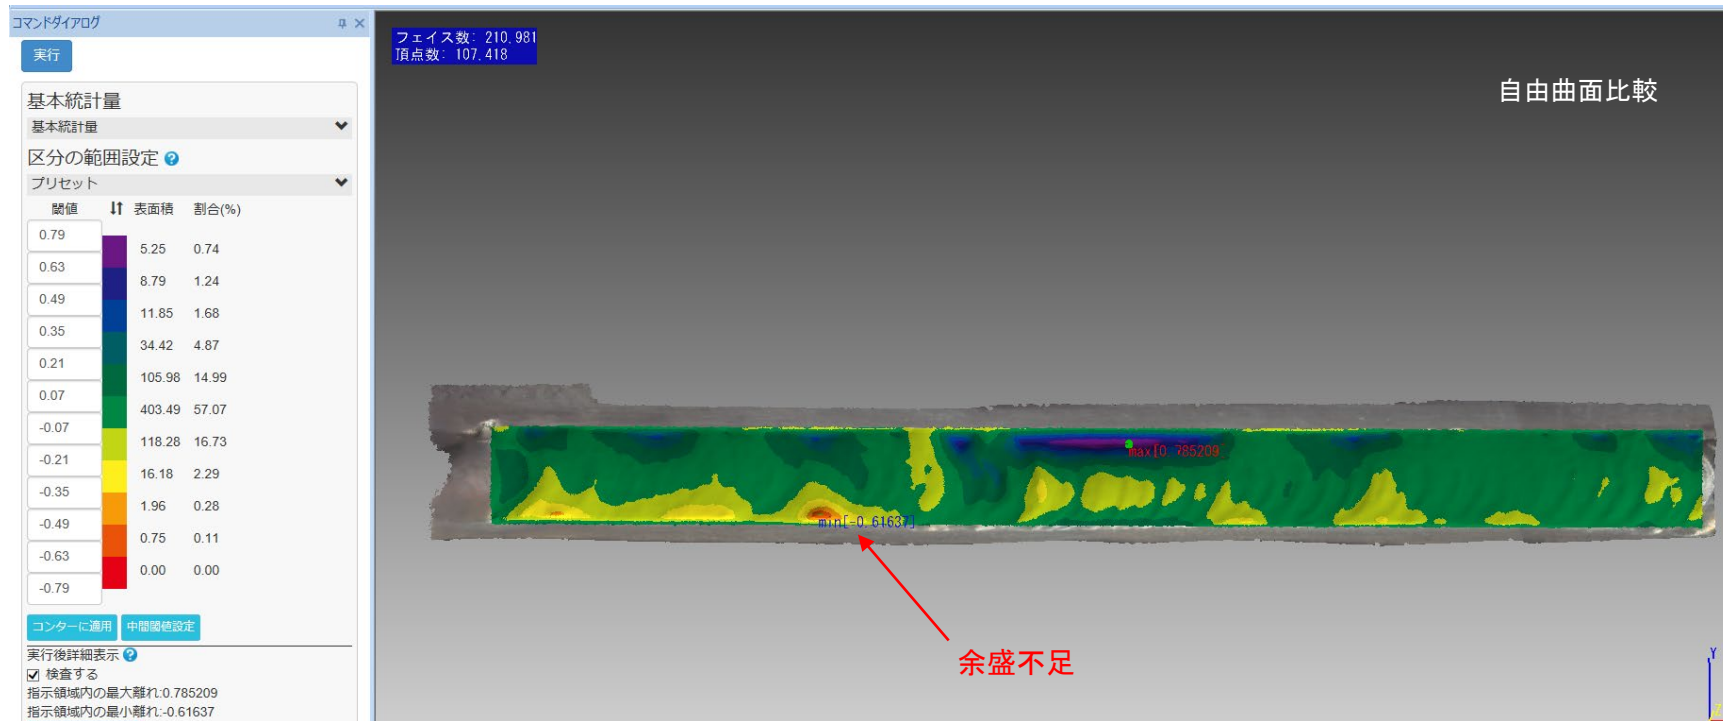 コマンドダイアログ
実行
基本統計量
基本統計量
区分の範囲設定
プリセット
閾値 表面積 割合(%)
0.79
5.25 0.74
0.63
8.79 1.24
0.49
11.85 1.68
0.35
34.42 4.87
0.21
105.98 14.99
0.07
403.49 57.07
-0.07
118.28 16.73
-0.21
16.18 2.29
-0.35
1.96 0.28
-0.49
0.75 0.11
-0.63
0.00 0.00
-0.79
コンターに適用 中間閾値設定
実行後詳細表示
検査する
指示領域内の最大離れ:0.785209
指示領域内の最小離れ:-0.61637
フェイス数: 210,981
頂点数: 107,418
自由曲面比較
max[0.785209
min[-0.61637]
余盛不足
Y
Z